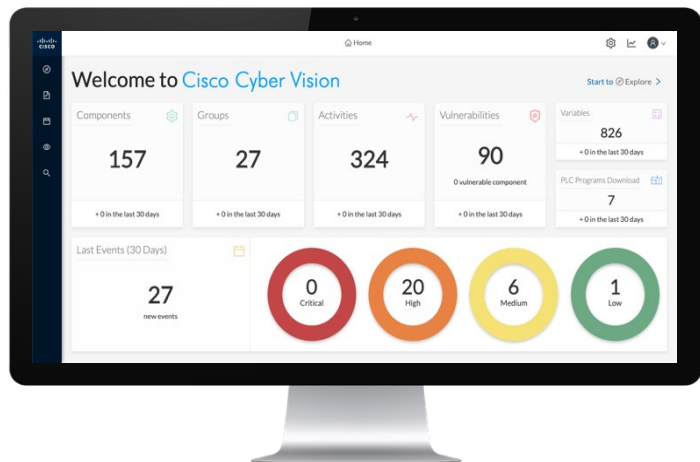 CISCO
Home
Welcome to Cisco Cyber Vision
Start to Explore >
Components
157
+ 0 in the last 30 days
Groups
27
+ 0 in the last 30 days
Activities
324
+ 0 in the last 30 days
Vulnerabilities
90
0 vulnerable component
+ 0 in the last 30 days
Variables
826
+ 0 in the last 30 days
PLC Programs Download
7
+ 0 in the last 30 days
Last Events (30 Days)
27
new events
0
Critical
20
High
6
Medium
1
Low